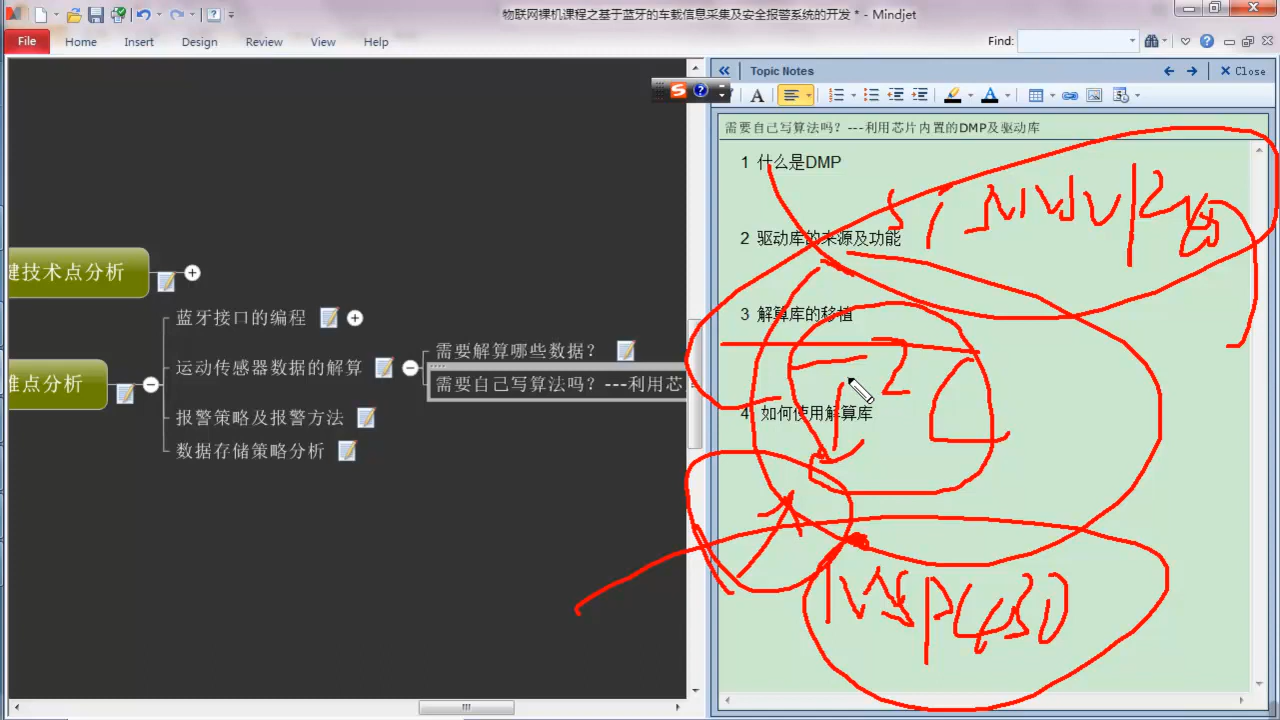 物联网裸机课程之基于蓝牙的车载信息采集及安全报警系统的开发 * - Mindjet
File Home Insert Design Review View Help Find:
Topic Notes Close
需要自己写算法吗？---利用芯片内置的DMP及驱动库
1 什么是DMP
2 驱动库的来源及功能
3 解算库的移植
4 如何使用解算库
键技术点分析
难点分析
蓝牙接口的编程
运动传感器数据的解算
需要解算哪些数据？
需要自己写算法吗？---利用芯
报警策略及报警方法
数据存储策略分析
MSP430